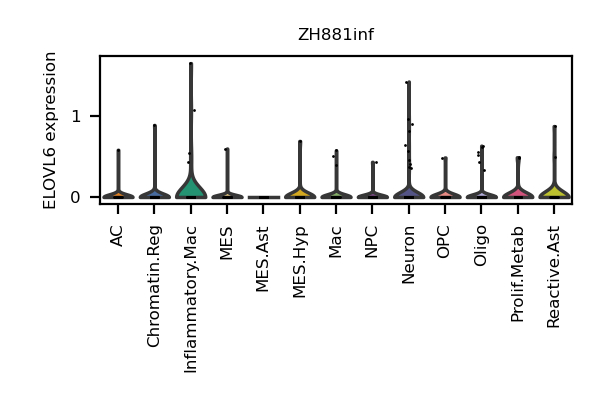 ZH881inf
ELOVL6 expression
1
0
AC
Chromatin.Reg
Inflammatory.Mac
MES
MES.Ast
MES.Hyp
Mac
NPC
Neuron
OPC
Oligo
Prolif.Metab
Reactive.Ast